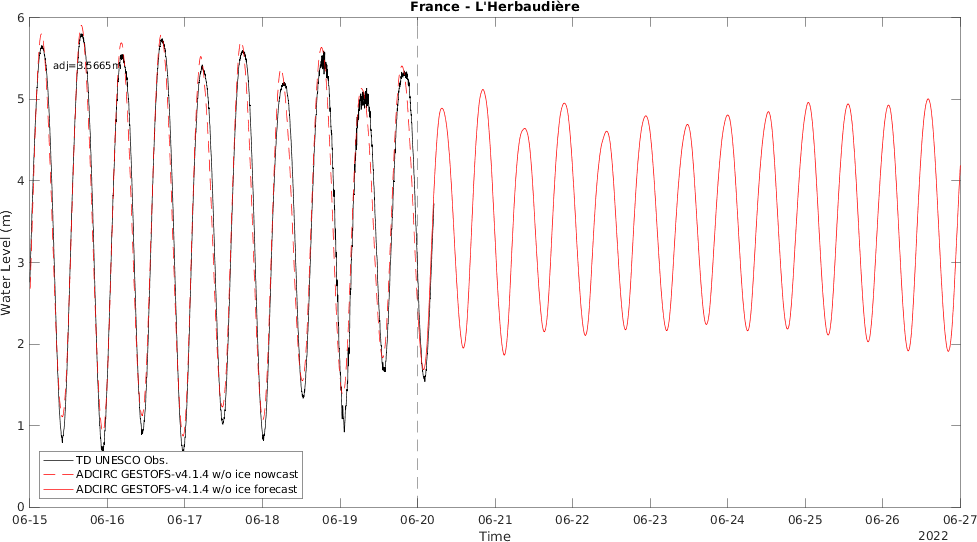 France - L'Herbaudière
Water Level (m)
6
5
4
3
2
1
0
adj=3.5665m
TD UNESCO Obs.
ADCIRC GESTOFS-v4.1.4 w/o ice nowcast
ADCIRC GESTOFS-v4.1.4 w/o ice forecast
06-15 06-16 06-17 06-18 06-19 06-20 06-21 06-22 06-23 06-24 06-25 06-26 06-27
Time
2022